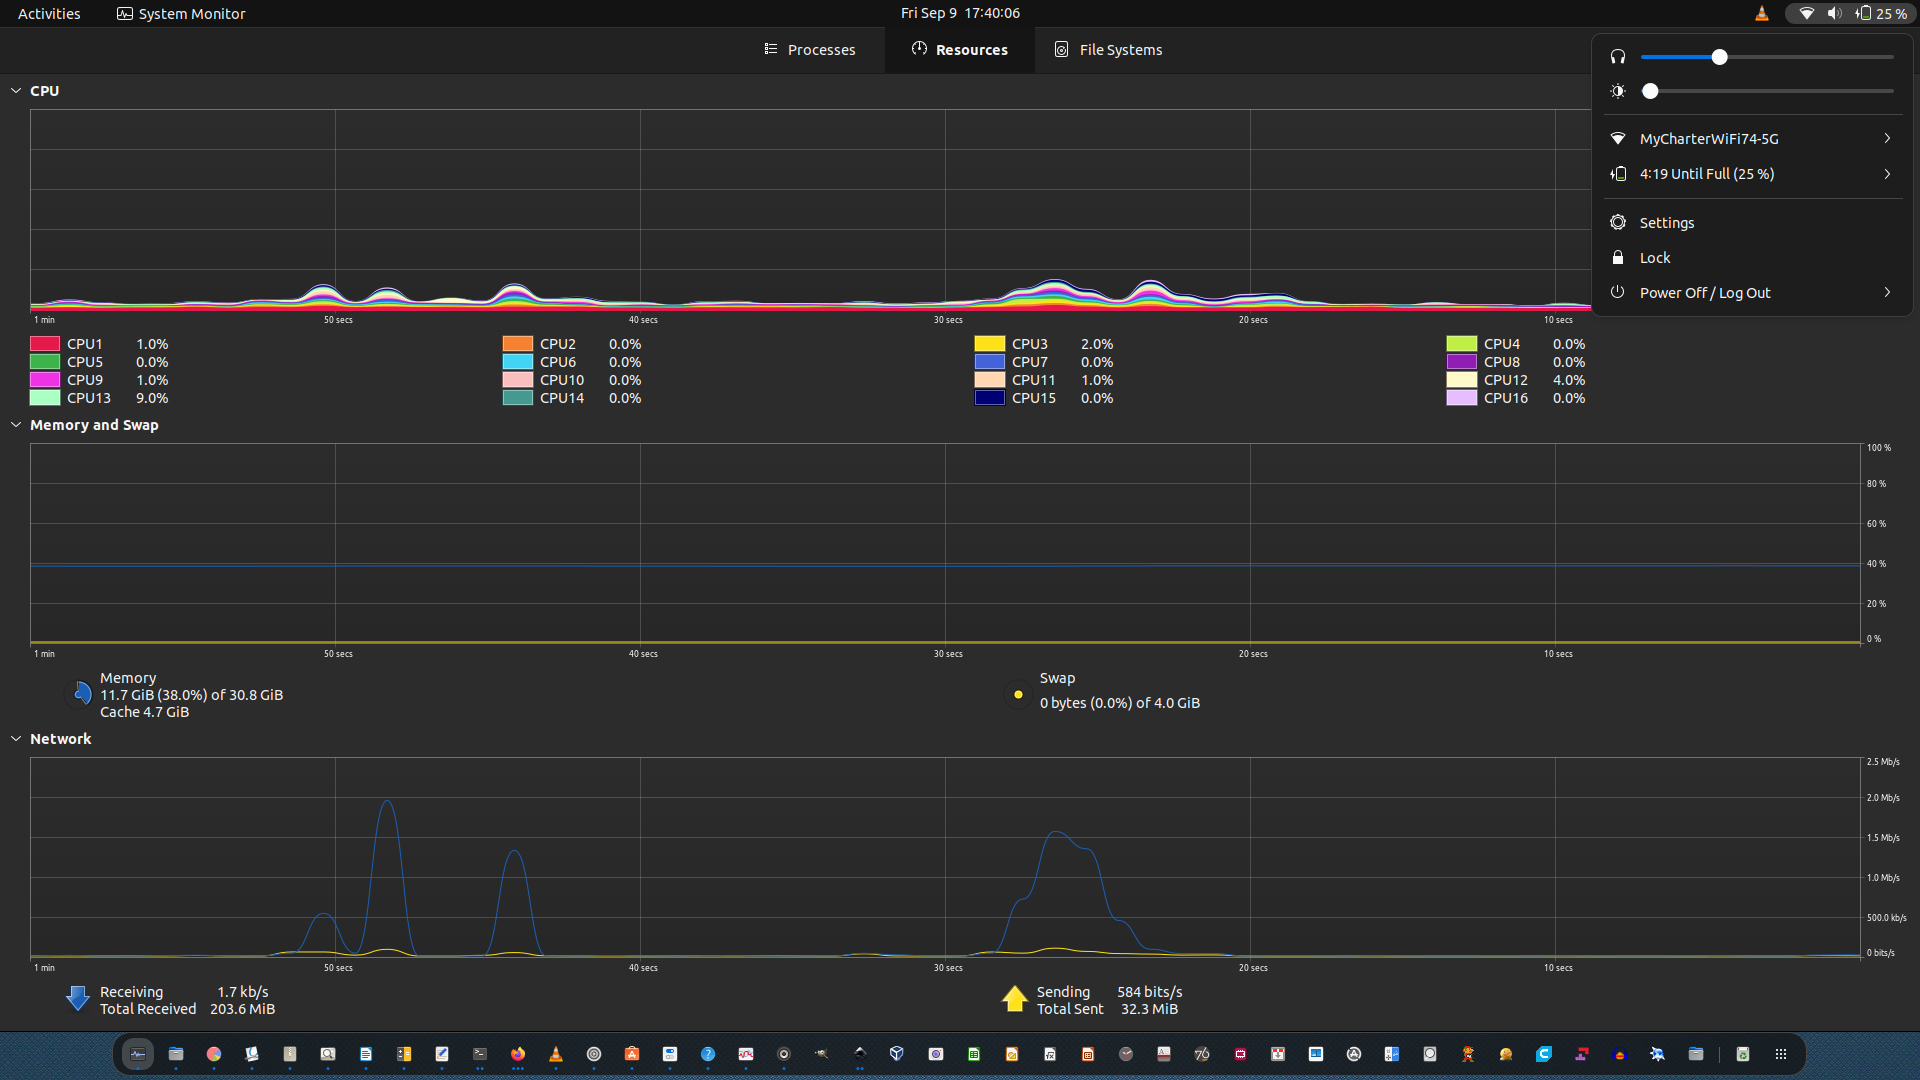 Activities System Monitor Fri Sep 9 17:40:06 25 %
Processes Resources File Systems
CPU
1 min 50 secs 40 secs 30 secs 20 secs 10 secs
CPU1 1.0% CPU2 0.0% CPU3 2.0% CPU4 0.0%
CPU5 0.0% CPU6 0.0% CPU7 0.0% CPU8 0.0%
CPU9 1.0% CPU10 0.0% CPU11 1.0% CPU12 4.0%
CPU13 9.0% CPU14 0.0% CPU15 0.0% CPU16 0.0%
MyCharterWiFi74-5G
4:19 Until Full (25 %)
Settings
Lock
Power Off / Log Out
Memory and Swap
100 %
80 %
60 %
40 %
20 %
0 %
1 min 50 secs 40 secs 30 secs 20 secs 10 secs
Memory
11.7 GiB (38.0%) of 30.8 GiB
Cache 4.7 GiB
Swap
0 bytes (0.0%) of 4.0 GiB
Network
2.5 Mb/s
2.0 Mb/s
1.5 Mb/s
1.0 Mb/s
500.0 kb/s
0 bits/s
1 min 50 secs 40 secs 30 secs 20 secs 10 secs
Receiving 1.7 kb/s
Total Received 203.6 MiB
Sending 584 bits/s
Total Sent 32.3 MiB
76